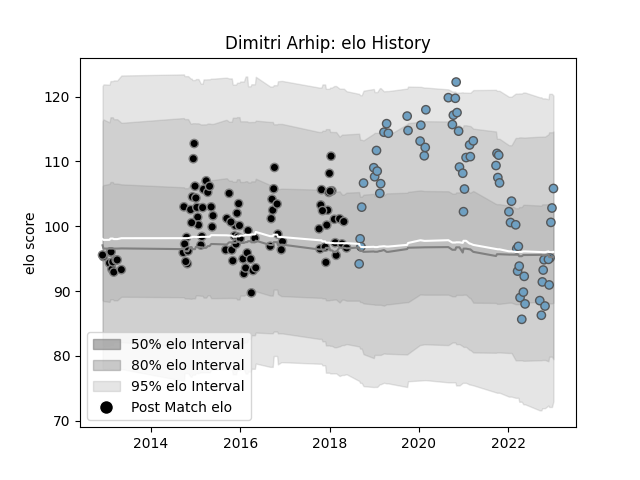 Dimitri Arhip: elo History
elo score
120
110
100
90
80
70
50% elo Interval
80% elo Interval
95% elo Interval
Post Match elo
2014
2016
2018
2020
2022